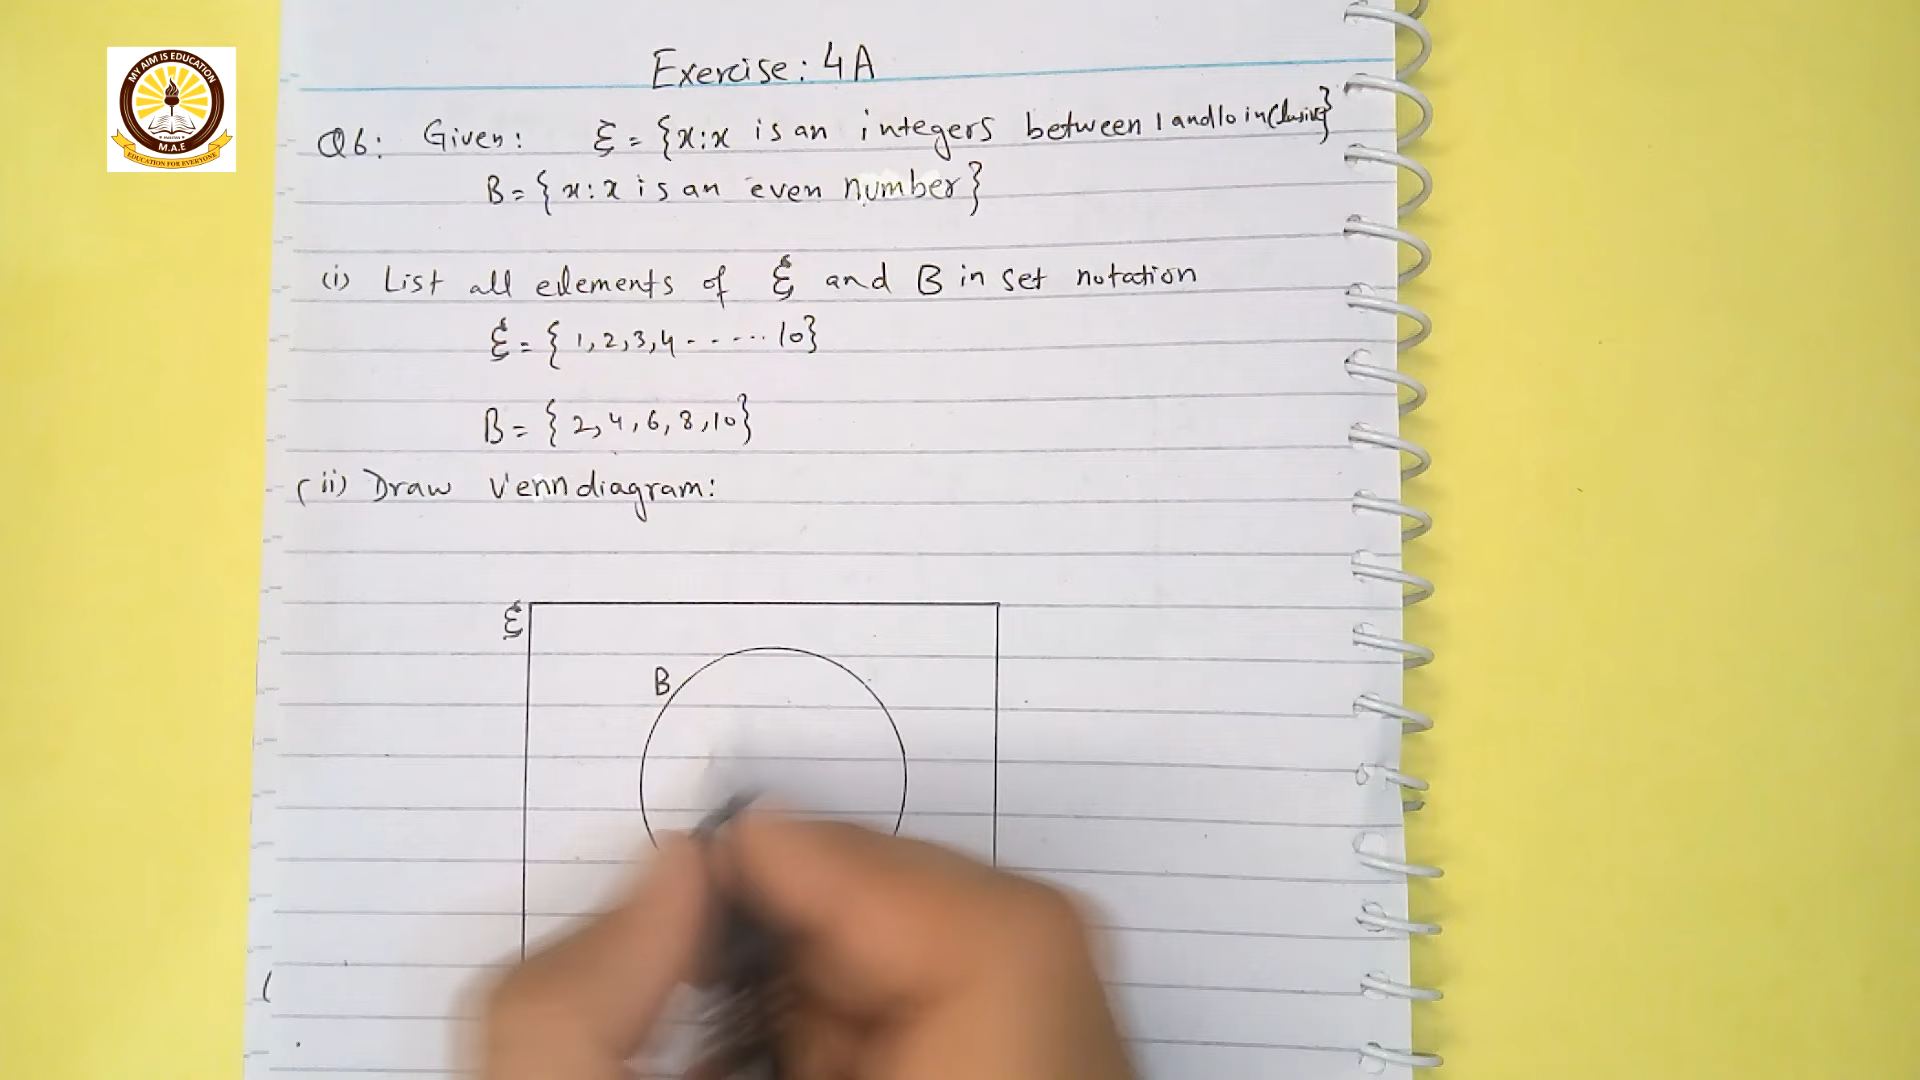 MY AIM IS EDUCATION
M.A.E
EDUCATION FOR EVERYONE
Exercise: 4A
Q6: Given: ξ = {x:x is an integers between 1 and 10 inclusive}
B = {x:x is an even number}
(i) List all elements of ξ and B in set notation
ξ = { 1,2,3,4 - - - ... 10}
B = { 2,4,6,8,10}
(ii) Draw Venn diagram:
ξ
B
(